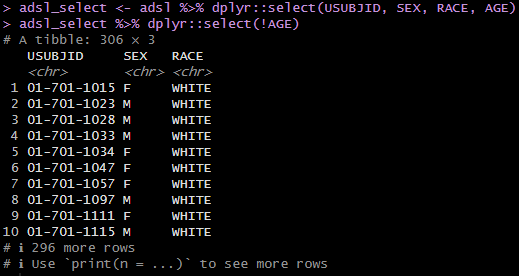 > adsl_select <- adsl %>% dplyr::select(USUBJID, SEX, RACE, AGE)
> adsl_select %>% dplyr::select(!AGE)
# A tibble: 306 × 3
   USUBJID     SEX   RACE
   <chr>       <chr> <chr>
 1 01-701-1015 F     WHITE
 2 01-701-1023 M     WHITE
 3 01-701-1028 M     WHITE
 4 01-701-1033 M     WHITE
 5 01-701-1034 F     WHITE
 6 01-701-1047 F     WHITE
 7 01-701-1057 F     WHITE
 8 01-701-1097 M     WHITE
 9 01-701-1111 F     WHITE
10 01-701-1115 M     WHITE
# ℹ 296 more rows
# ℹ Use `print(n = ...)` to see more rows